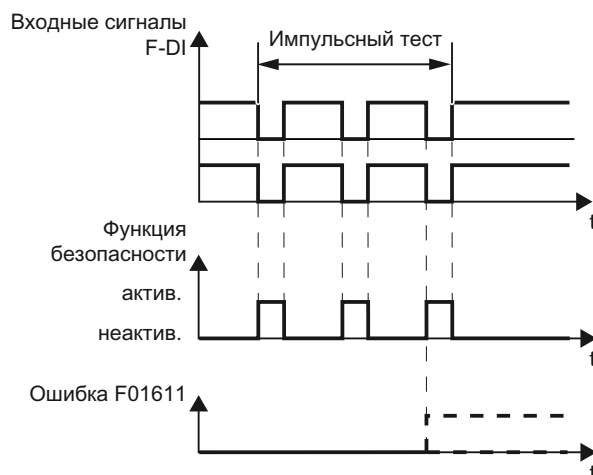 Входные сигналы
F-DI
Импульсный тест
t
Функция
безопасности
актив.
неактив.
t
Ошибка F01611
t